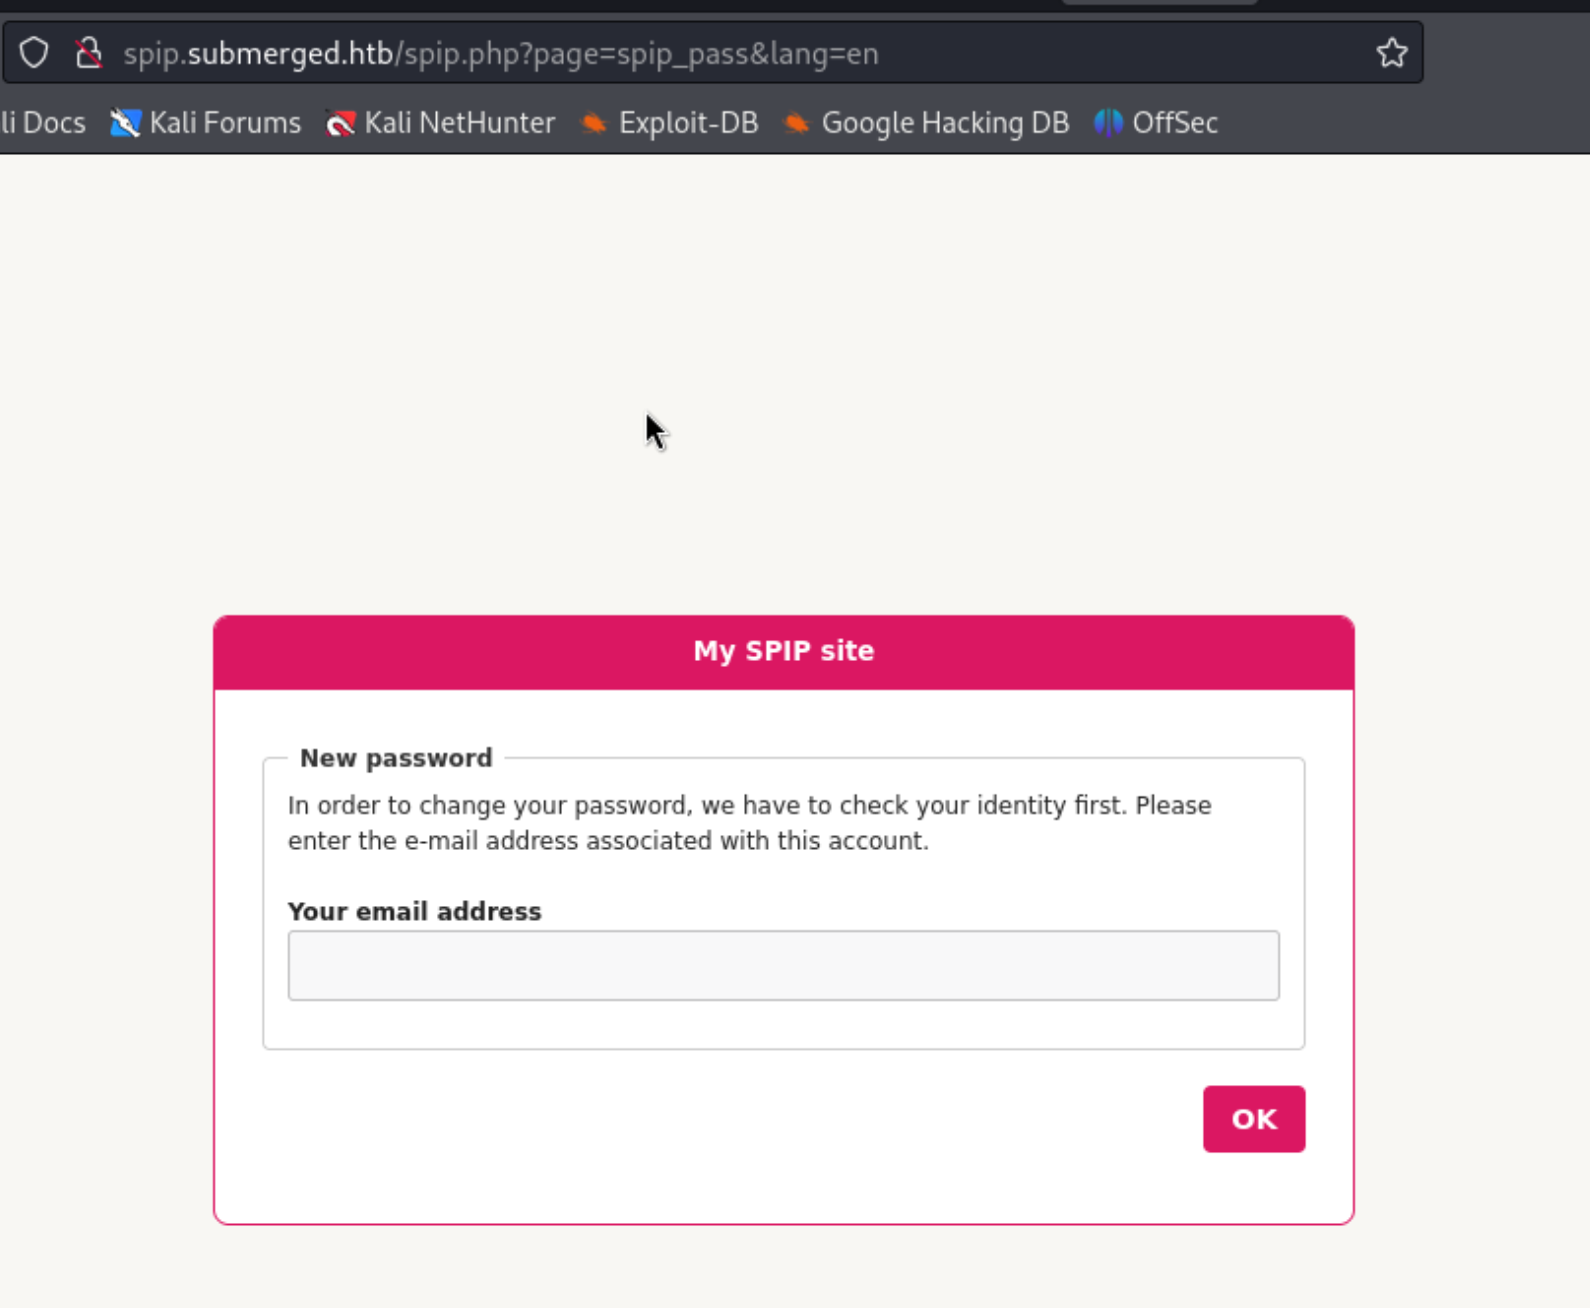 spip.submerged.htb/spip.php?page=spip_pass&lang=en
li Docs Kali Forums Kali NetHunter Exploit-DB Google Hacking DB OffSec
My SPIP site
New password
In order to change your password, we have to check your identity first. Please
enter the e-mail address associated with this account.
Your email address
OK